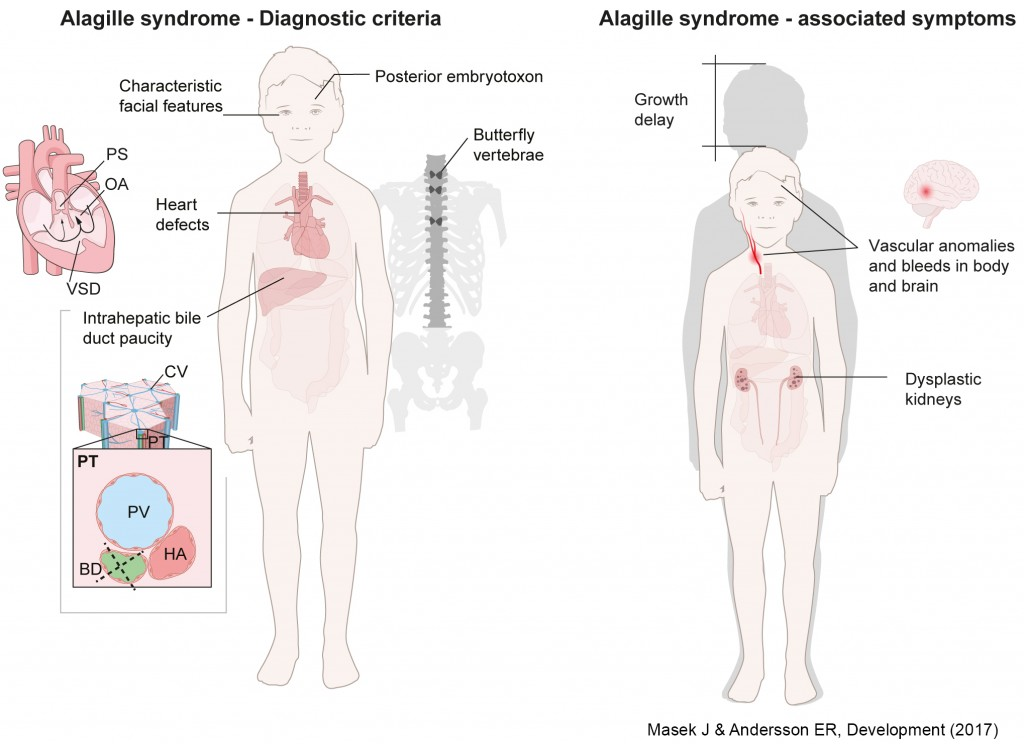 Alagille syndrome - Diagnostic criteria
Characteristic
facial features
Posterior embryotoxon
Butterfly
vertebrae
PS
OA
VSD
Heart
defects
Intrahepatic bile
duct paucity
CV
PT
PT
PV
HA
BD
Alagille syndrome - associated symptoms
Growth
delay
Vascular anomalies
and bleeds in body
and brain
Dysplastic
kidneys
Masek J & Andersson ER, Development (2017)